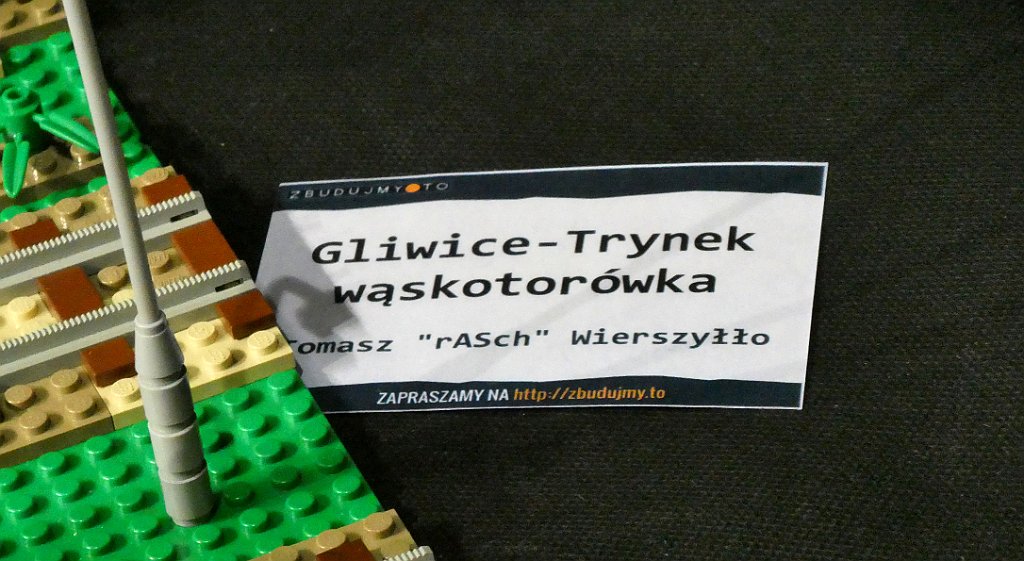 ZBUDUJMY TO
Gliwice-Trynek
wąskotorówka
Tomasz "rASch" Wierszyłło
ZAPRASZAMY NA http://zbudujmy.to